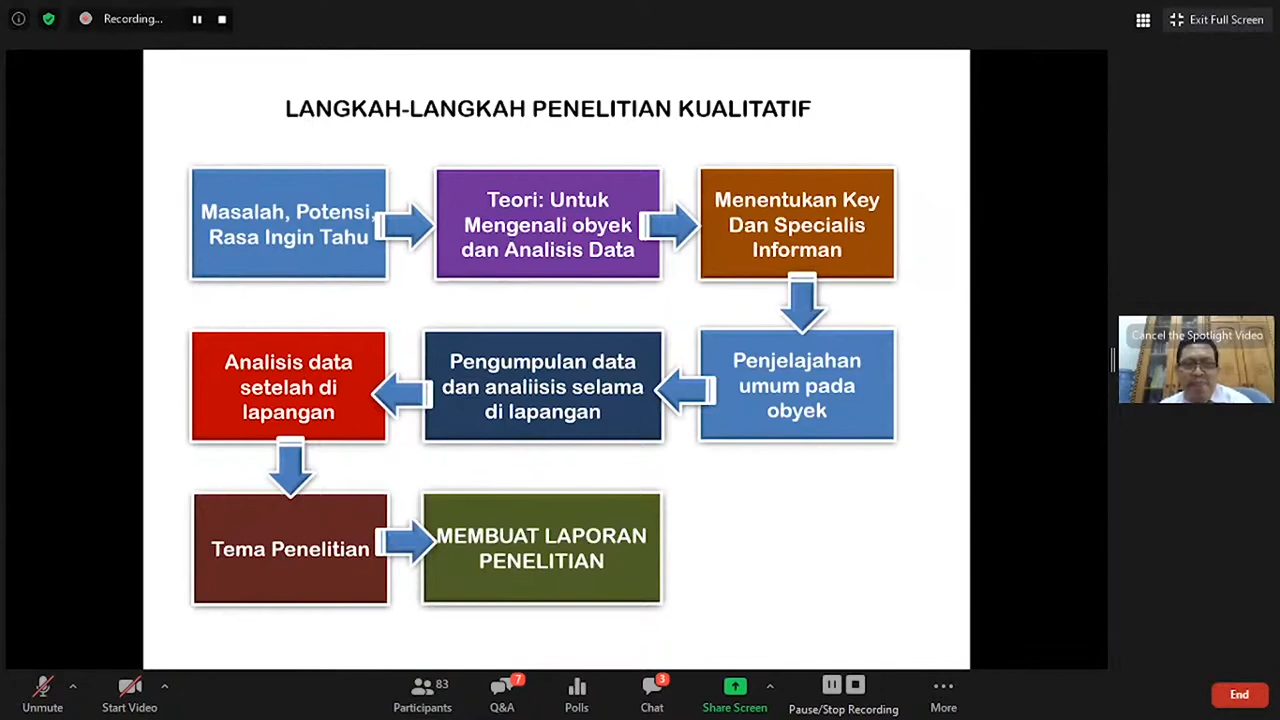 Recording...
Exit Full Screen
LANGKAH-LANGKAH PENELITIAN KUALITATIF
Masalah, Potensi,
Rasa Ingin Tahu
Teori: Untuk
Mengenali obyek
dan Analisis Data
Menentukan Key
Dan Specialis
Informan
Analisis data
setelah di
lapangan
Pengumpulan data
dan analiisis selama
di lapangan
Penjelajahan
umum pada
obyek
Cancel the Spotlight Video
Tema Penelitian
MEMBUAT LAPORAN
PENELITIAN
Unmute
Start Video
83
Participants
7
Q&A
Polls
3
Chat
Share Screen
Pause/Stop Recording
More
End